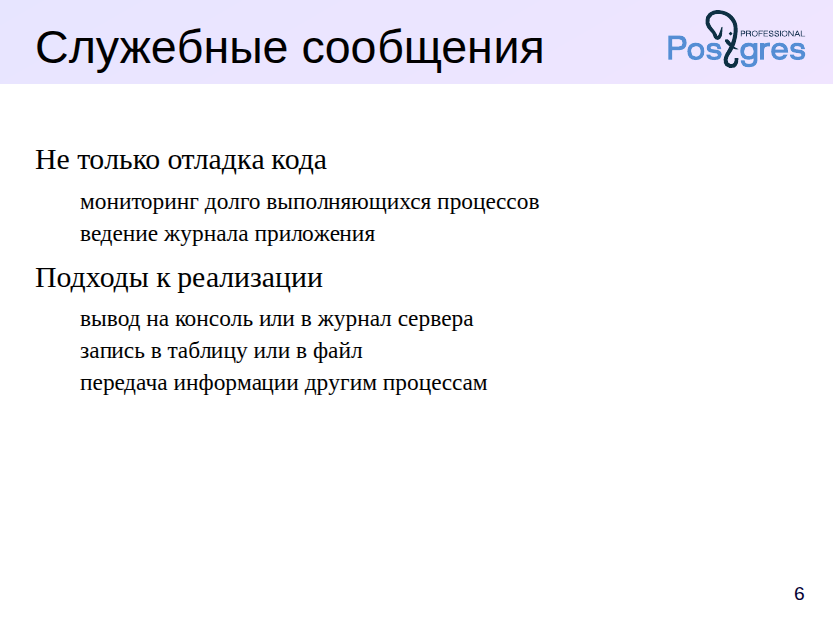 Служебные сообщения
PROFESSIONAL
Postgres
Не только отладка кода
мониторинг долго выполняющихся процессов
ведение журнала приложения
Подходы к реализации
вывод на консоль или в журнал сервера
запись в таблицу или в файл
передача информации другим процессам
6